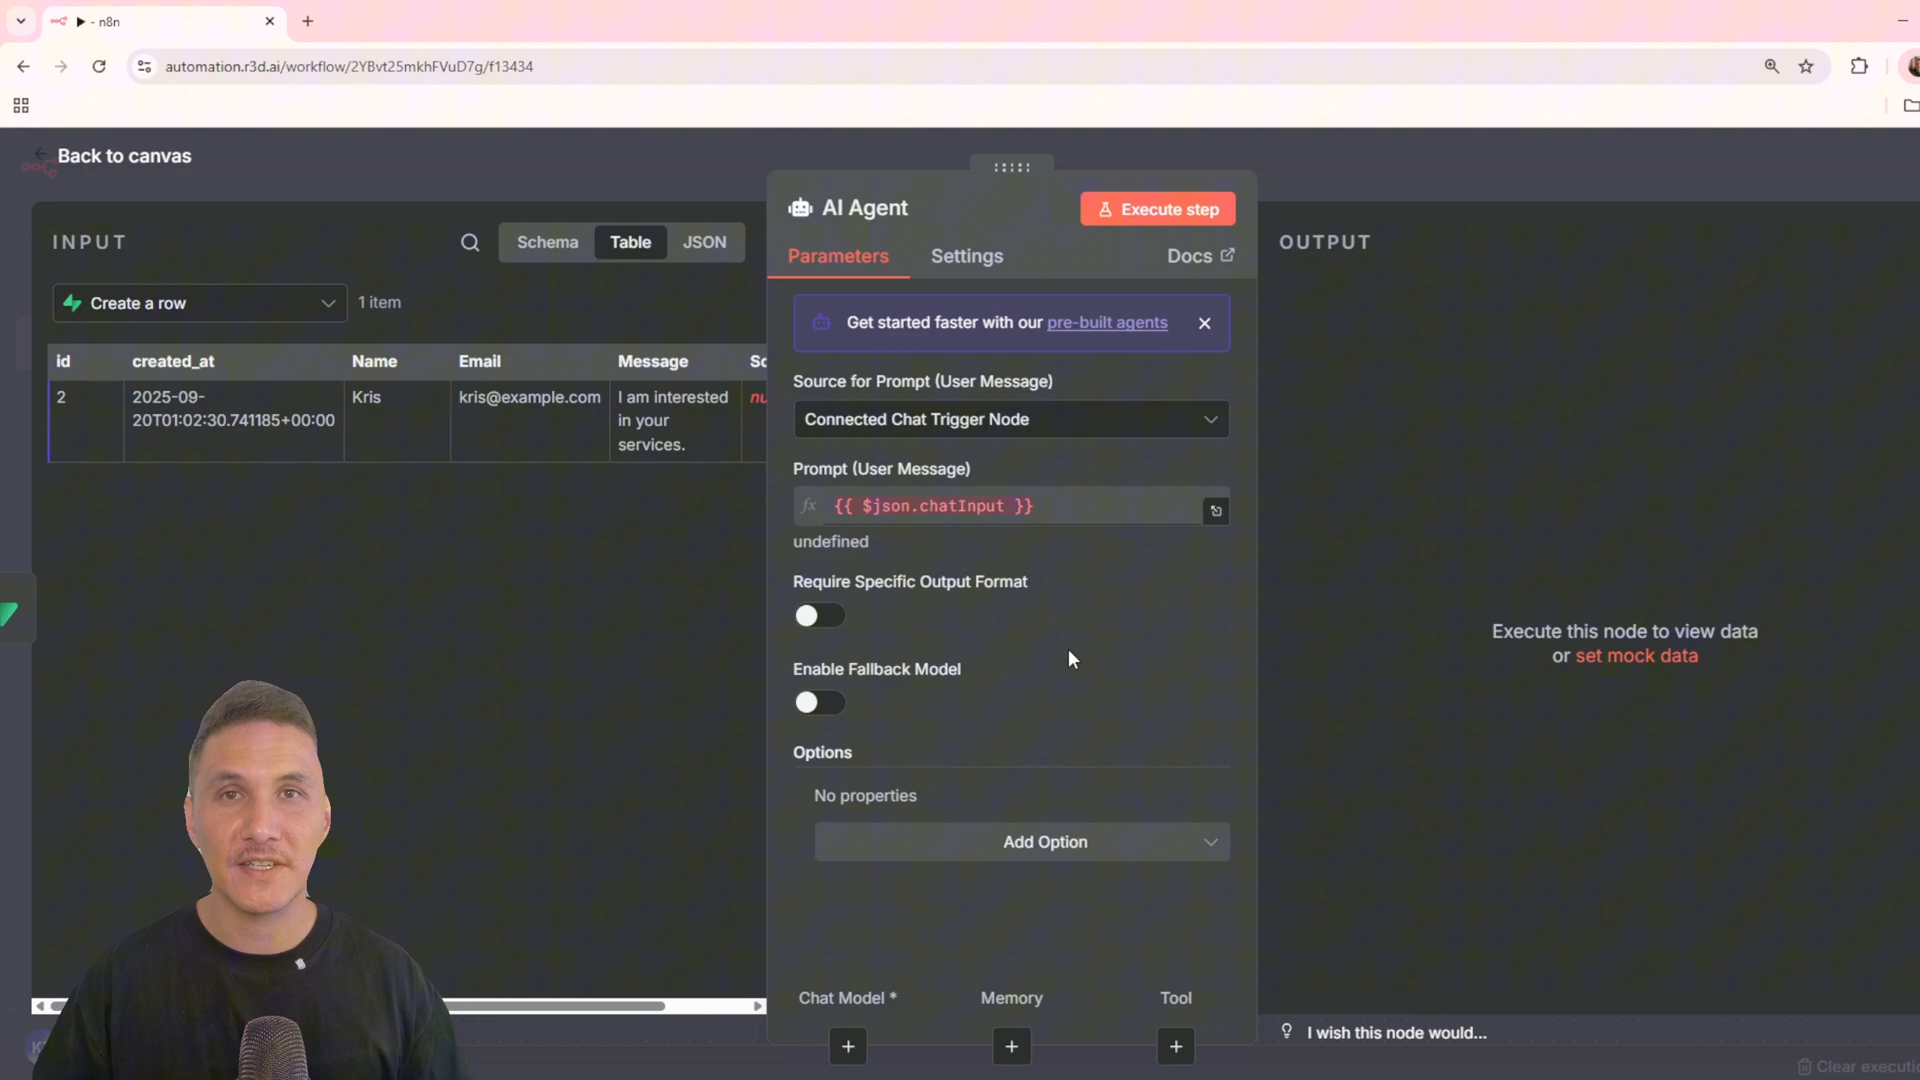 ▶ - n8n
automation.r3d.ai/workflow/2YBvt25mkhFVuD7g/f13434
Back to canvas
INPUT
Schema
Table
JSON
Create a row
1 item
id
created_at
Name
Email
Message
Sc
2
2025-09-
20T01:02:30.741185+00:00
Kris
kris@example.com
I am interested
in your
services.
nu
AI Agent
Execute step
Parameters
Settings
Docs
Get started faster with our pre-built agents
Source for Prompt (User Message)
Connected Chat Trigger Node
Prompt (User Message)
fx
{{ $json.chatInput }}
undefined
Require Specific Output Format
Enable Fallback Model
Options
No properties
Add Option
Chat Model *
Memory
Tool
OUTPUT
Execute this node to view data
or set mock data
I wish this node would...
Clear executio